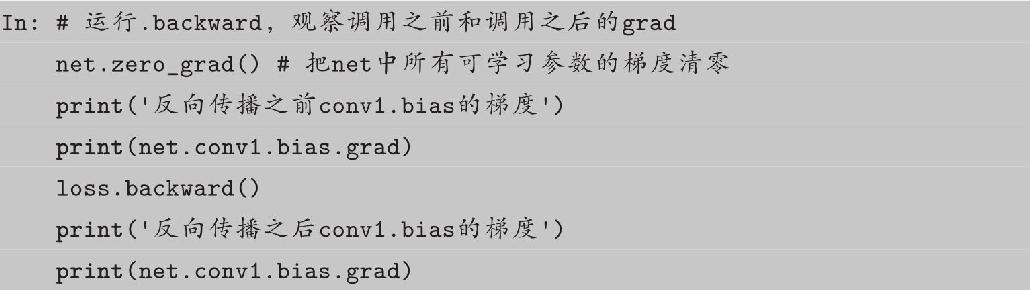 In: # 运行.backward，观察调用之前和调用之后的grad
net.zero_grad() # 把net中所有可学习参数的梯度清零
print('反向传播之前conv1.bias的梯度')
print(net.conv1.bias.grad)
loss.backward()
print('反向传播之后conv1.bias的梯度')
print(net.conv1.bias.grad)